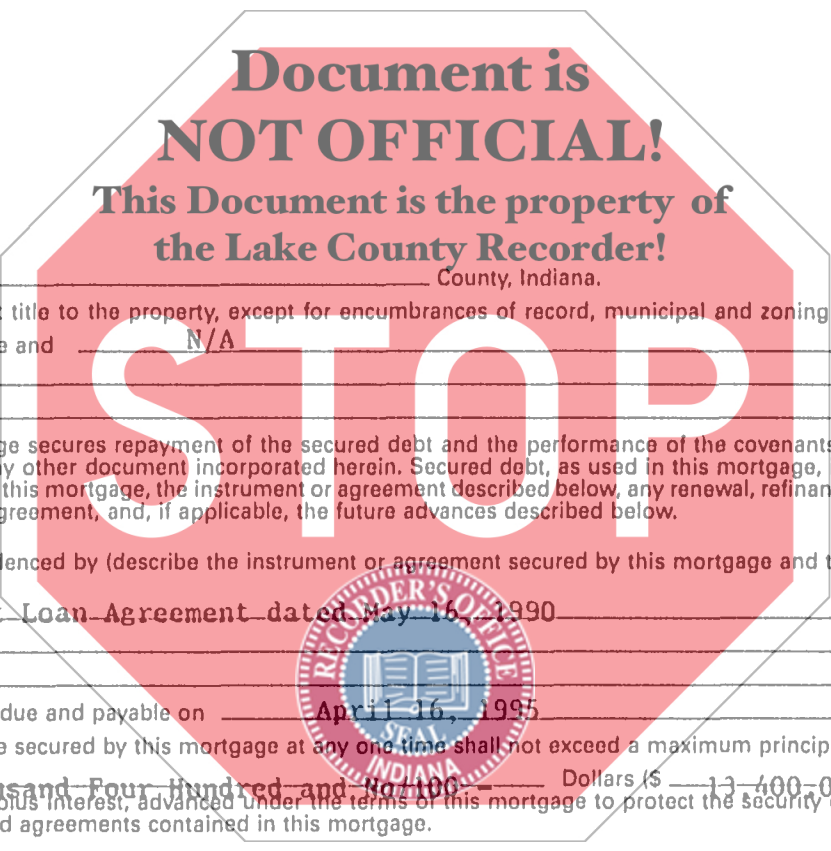 Document is
NOT OFFICIAL!
This Document is the property of
the Lake County Recorder!
County, Indiana.
title to the property, except for encumbrances of record, municipal and zoning
e and N/A
STOP
ge secures repayment of the secured debt and the performance of the covenants
y other document incorporated herein. Secured debt, as used in this mortgage,
this mortgage, the instrument or agreement described below, any renewal, refinan
greement, and, if applicable, the future advances described below.
lenced by (describe the instrument or agreement secured by this mortgage and t
Loan Agreement dated May 16, 1990
RECORDER'S OFFICE
SEAL
INDIANA
due and payable on April 16, 1995
e secured by this mortgage at any one time shall not exceed a maximum princip
usand Four Hundred and No/100 - Dollars ($ 13,400.0
plus interest, advanced under the terms of this mortgage to protect the security
d agreements contained in this mortgage.